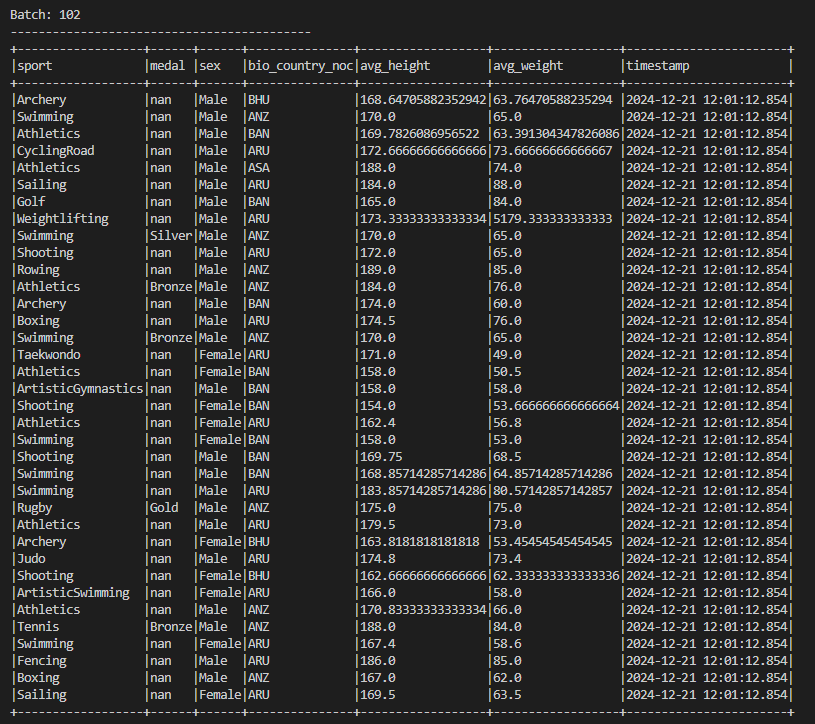 Batch: 102
-------------------------------------------
+------------------+------+------+---------------+------------------+------------------+-----------------------+
|sport             |medal |sex   |bio_country_noc|avg_height        |avg_weight        |timestamp              |
+------------------+------+------+---------------+------------------+------------------+-----------------------+
|Archery           |nan   |Male  |BHU            |168.64705882352942|63.76470588235294 |2024-12-21 12:01:12.854|
|Swimming          |nan   |Male  |ANZ            |170.0             |65.0              |2024-12-21 12:01:12.854|
|Athletics         |nan   |Male  |BAN            |169.7826086956522 |63.391304347826086|2024-12-21 12:01:12.854|
|CyclingRoad       |nan   |Male  |ARU            |172.66666666666666|73.66666666666667 |2024-12-21 12:01:12.854|
|Athletics         |nan   |Male  |ASA            |188.0             |74.0              |2024-12-21 12:01:12.854|
|Sailing           |nan   |Male  |ARU            |184.0             |88.0              |2024-12-21 12:01:12.854|
|Golf              |nan   |Male  |BAN            |165.0             |84.0              |2024-12-21 12:01:12.854|
|Weightlifting     |nan   |Male  |ARU            |173.33333333333334|5179.333333333333 |2024-12-21 12:01:12.854|
|Swimming          |Silver|Male  |ANZ            |170.0             |65.0              |2024-12-21 12:01:12.854|
|Shooting          |nan   |Male  |ARU            |172.0             |65.0              |2024-12-21 12:01:12.854|
|Rowing            |nan   |Male  |ANZ            |189.0             |85.0              |2024-12-21 12:01:12.854|
|Athletics         |Bronze|Male  |ANZ            |184.0             |76.0              |2024-12-21 12:01:12.854|
|Archery           |nan   |Male  |BAN            |174.0             |60.0              |2024-12-21 12:01:12.854|
|Boxing            |nan   |Male  |ARU            |174.5             |76.0              |2024-12-21 12:01:12.854|
|Swimming          |Bronze|Male  |ANZ            |170.0             |65.0              |2024-12-21 12:01:12.854|
|Taekwondo         |nan   |Female|ARU            |171.0             |49.0              |2024-12-21 12:01:12.854|
|Athletics         |nan   |Female|BAN            |158.0             |50.5              |2024-12-21 12:01:12.854|
|ArtisticGymnastics|nan   |Male  |BAN            |158.0             |58.0              |2024-12-21 12:01:12.854|
|Shooting          |nan   |Female|BAN            |154.0             |53.666666666666664|2024-12-21 12:01:12.854|
|Athletics         |nan   |Female|ARU            |162.4             |56.8              |2024-12-21 12:01:12.854|
|Swimming          |nan   |Female|BAN            |158.0             |53.0              |2024-12-21 12:01:12.854|
|Shooting          |nan   |Male  |BAN            |169.75            |68.5              |2024-12-21 12:01:12.854|
|Swimming          |nan   |Male  |BAN            |168.85714285714286|64.85714285714286 |2024-12-21 12:01:12.854|
|Swimming          |nan   |Male  |ARU            |183.85714285714286|80.57142857142857 |2024-12-21 12:01:12.854|
|Rugby             |Gold  |Male  |ANZ            |175.0             |75.0              |2024-12-21 12:01:12.854|
|Athletics         |nan   |Male  |ARU            |179.5             |73.0              |2024-12-21 12:01:12.854|
|Archery           |nan   |Female|BHU            |163.8181818181818 |53.45454545454545 |2024-12-21 12:01:12.854|
|Judo              |nan   |Male  |ARU            |174.8             |73.4              |2024-12-21 12:01:12.854|
|Shooting          |nan   |Female|BHU            |162.66666666666666|62.333333333333336|2024-12-21 12:01:12.854|
|ArtisticSwimming  |nan   |Female|ARU            |166.0             |58.0              |2024-12-21 12:01:12.854|
|Athletics         |nan   |Male  |ANZ            |170.83333333333334|66.0              |2024-12-21 12:01:12.854|
|Tennis            |Bronze|Male  |ANZ            |188.0             |84.0              |2024-12-21 12:01:12.854|
|Swimming          |nan   |Female|ARU            |167.4             |58.6              |2024-12-21 12:01:12.854|
|Fencing           |nan   |Male  |ARU            |186.0             |85.0              |2024-12-21 12:01:12.854|
|Boxing            |nan   |Male  |ANZ            |167.0             |62.0              |2024-12-21 12:01:12.854|
|Sailing           |nan   |Female|ARU            |169.5             |63.5              |2024-12-21 12:01:12.854|
+------------------+------+------+---------------+------------------+------------------+-----------------------+